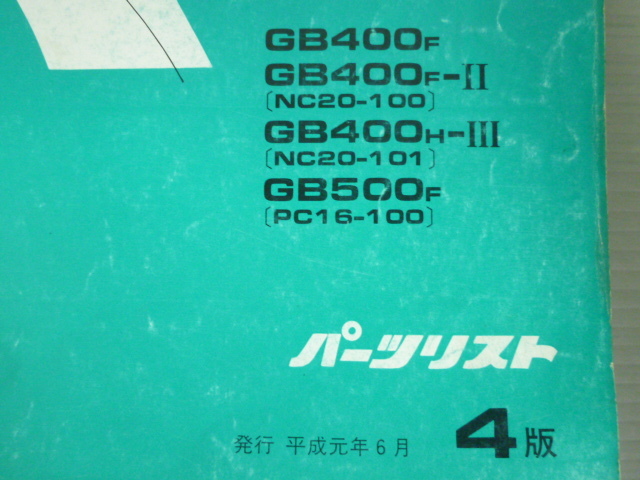 GB400F
GB400F-II
〔NC20-100〕
GB400H-III
〔NC20-101〕
GB500F
〔PC16-100〕
パーツリスト
発行 平成元年6月 4版